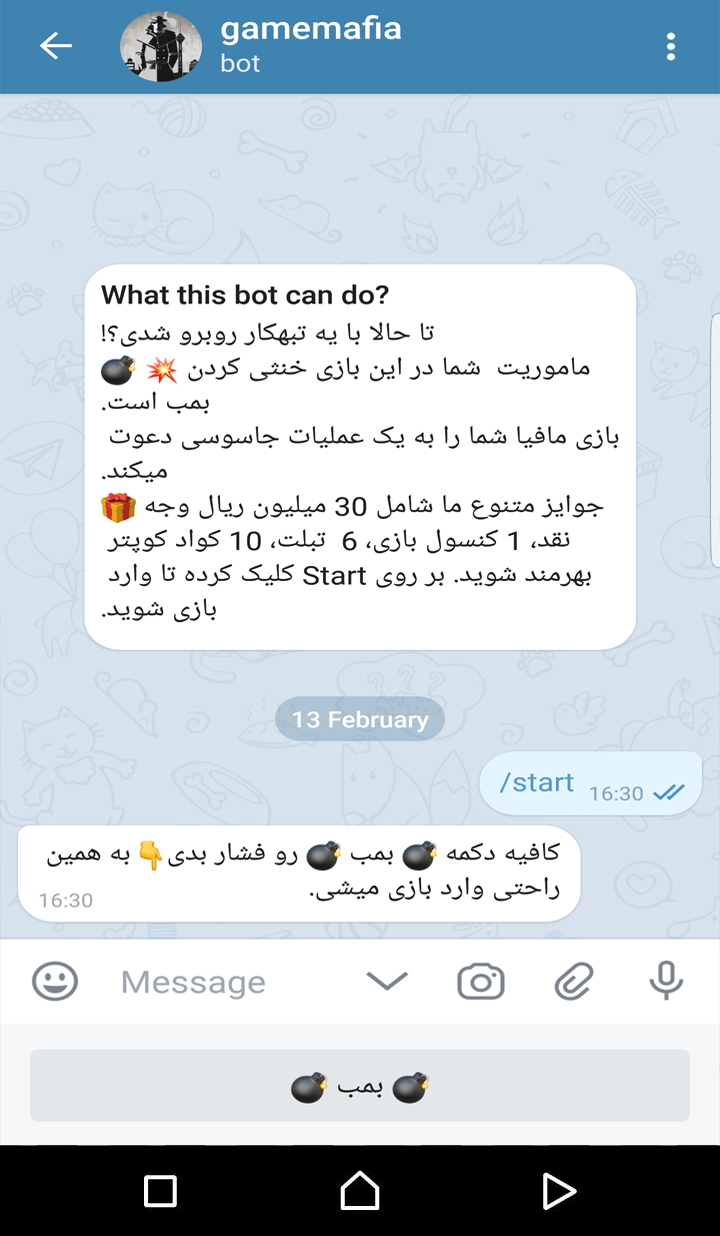 gamemafia
bot
What this bot can do?
تا حالا با یه تبهکار روبرو شدی؟!
💣 💥 ماموریت شما در این بازی خنثی کردن
بمب است.
بازی مافیا شما را به یک عملیات جاسوسی دعوت
میکند.
🎁 جوایز متنوع ما شامل 30 میلیون ریال وجه
نقد، 1 کنسول بازی، 6 تبلت، 10 کواد کوپتر
بهرمند شوید. بر روی Start کلیک کرده تا وارد
بازی شوید.
13 February
/start 16:30
کافیه دکمه 💣 بمب 💣 رو فشار بدی👇 به همین
راحتی وارد بازی میشی.
16:30
Message
💣 بمب 💣